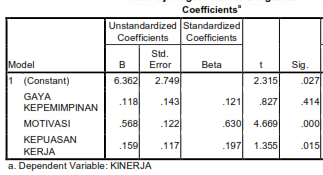 Coefficientsᵃ
Unstandardized Coefficients Standardized Coefficients
Model B Std. Error Beta t Sig.
1 (Constant) 6.362 2.749 2.315 .027
GAYA KEPEMIMPINAN .118 .143 .121 .827 .414
MOTIVASI .568 .122 .630 4.669 .000
KEPUASAN KERJA .159 .117 .197 1.355 .015
a. Dependent Variable: KINERJA